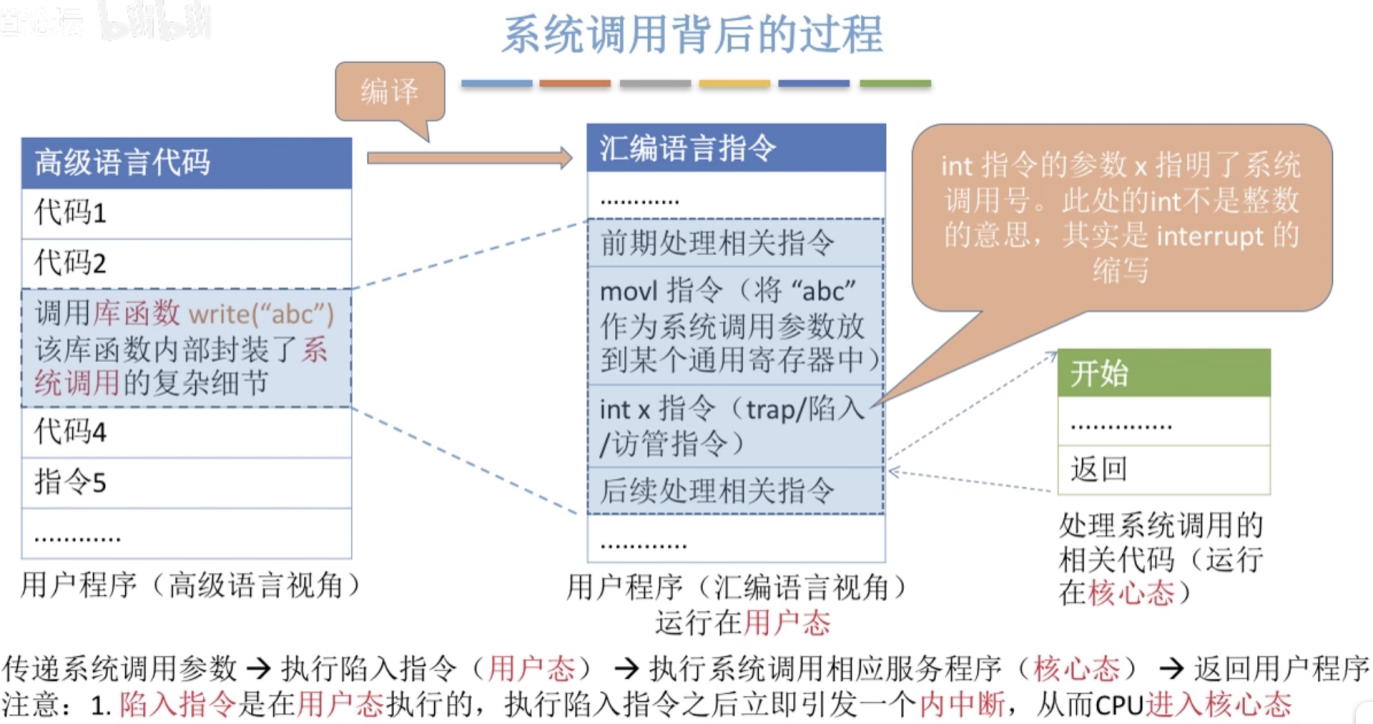 bilibili
系统调用背后的过程
编译
高级语言代码
代码1
代码2
调用库函数 write(“abc”)
该库函数内部封装了系
统调用的复杂细节
代码4
指令5
............
用户程序（高级语言视角）
汇编语言指令
............
前期处理相关指令
movl 指令（将 “abc”
作为系统调用参数放
到某个通用寄存器中）
int x 指令（trap/陷入
/访管指令）
后续处理相关指令
............
用户程序（汇编语言视角）
运行在用户态
int 指令的参数 x 指明了系统
调用号。此处的int不是整数
的意思，其实是 interrupt 的
缩写
开始
..............
返回
处理系统调用的
相关代码（运行
在核心态）
传递系统调用参数 → 执行陷入指令（用户态） → 执行系统调用相应服务程序（核心态） → 返回用户程序
注意：1. 陷入指令是在用户态执行的，执行陷入指令之后立即引发一个内中断，从而CPU进入核心态